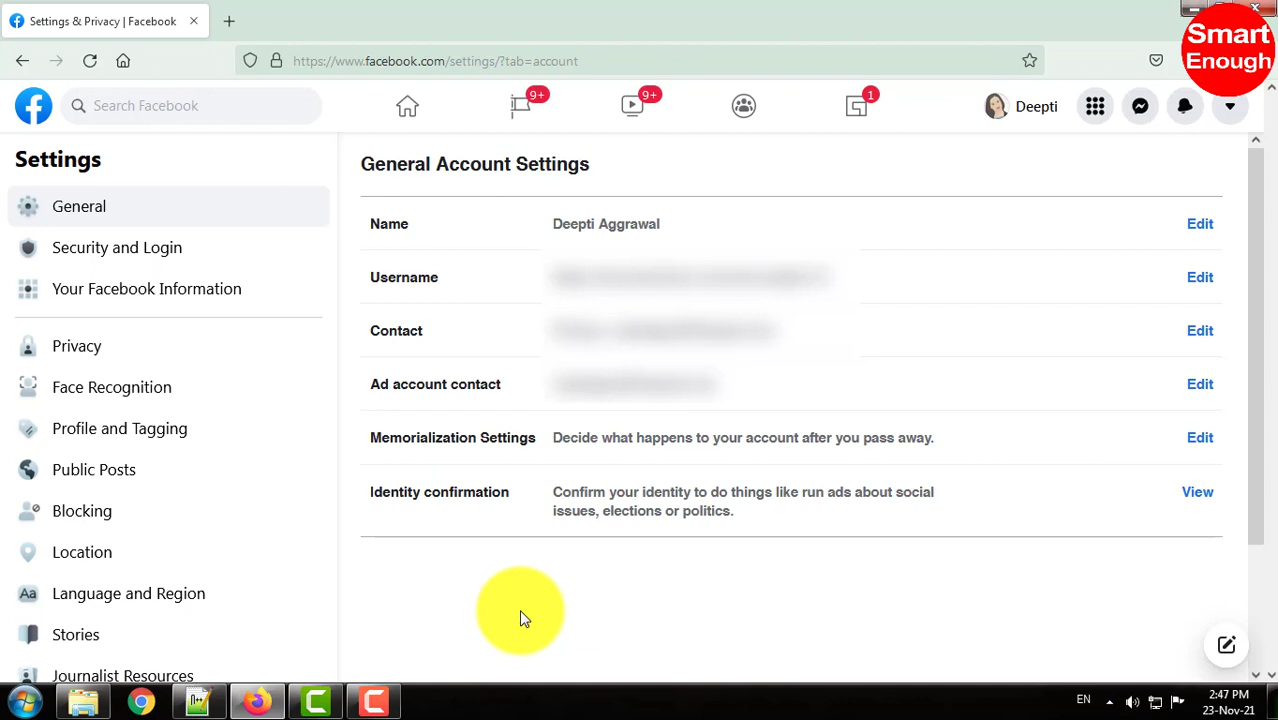 Settings & Privacy | Facebook
Smart
Enough
https://www.facebook.com/settings/?tab=account
Search Facebook
9+
9+
1
Deepti
Settings
General
Security and Login
Your Facebook Information
Privacy
Face Recognition
Profile and Tagging
Public Posts
Blocking
Location
Aa Language and Region
Stories
Journalist Resources
General Account Settings
Name Deepti Aggrawal Edit
Username Edit
Contact Edit
Ad account contact Edit
Memorialization Settings Decide what happens to your account after you pass away. Edit
Identity confirmation Confirm your identity to do things like run ads about social View
issues, elections or politics.
EN
2:47 PM
23-Nov-21